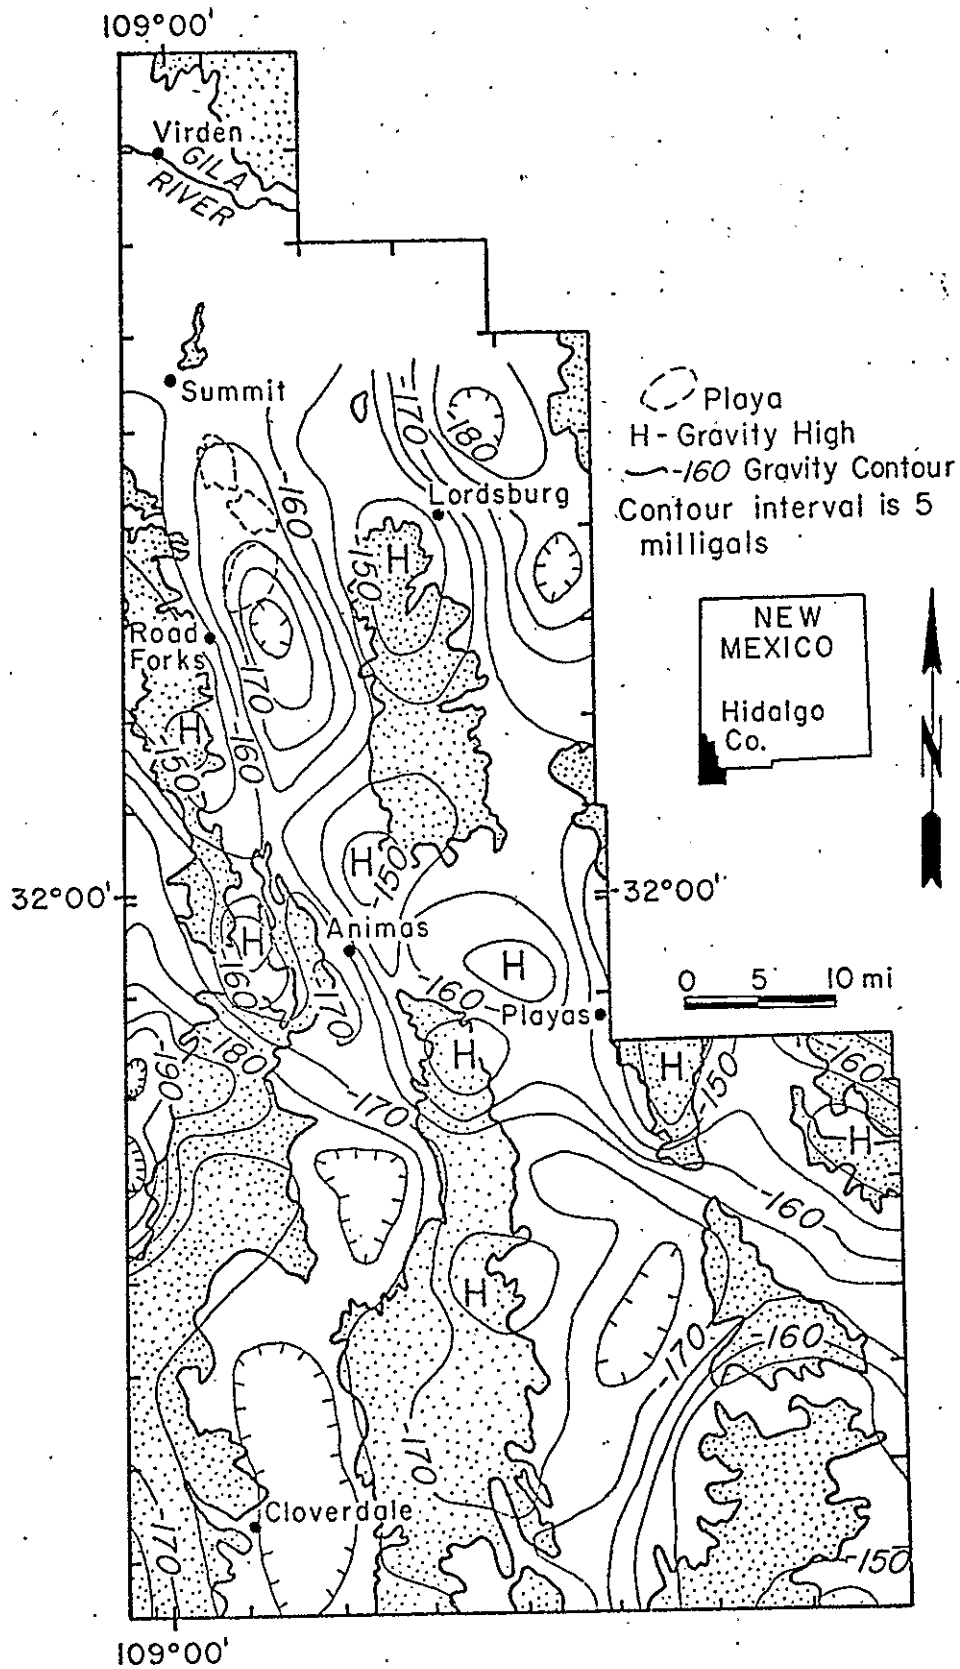 109°00'
Virden
GILA
RIVER
Summit
-170
-180
Playa
H - Gravity High
-160 Gravity Contour
Contour interval is 5
milligals
Lordsburg
-160
H
-150
NEW
MEXICO
Hidalgo
Co.
N
Road
Forks
-170
H
-160
-150
H
-150
32°00'
32°00'
Animas
H
H
-160
-170
-160
Playas
0 5 10 mi
H
H
-150
-160
-180
-190
-170
H
-160
H
-170
-160
-170
Cloverdale
-170
-150
109°00'